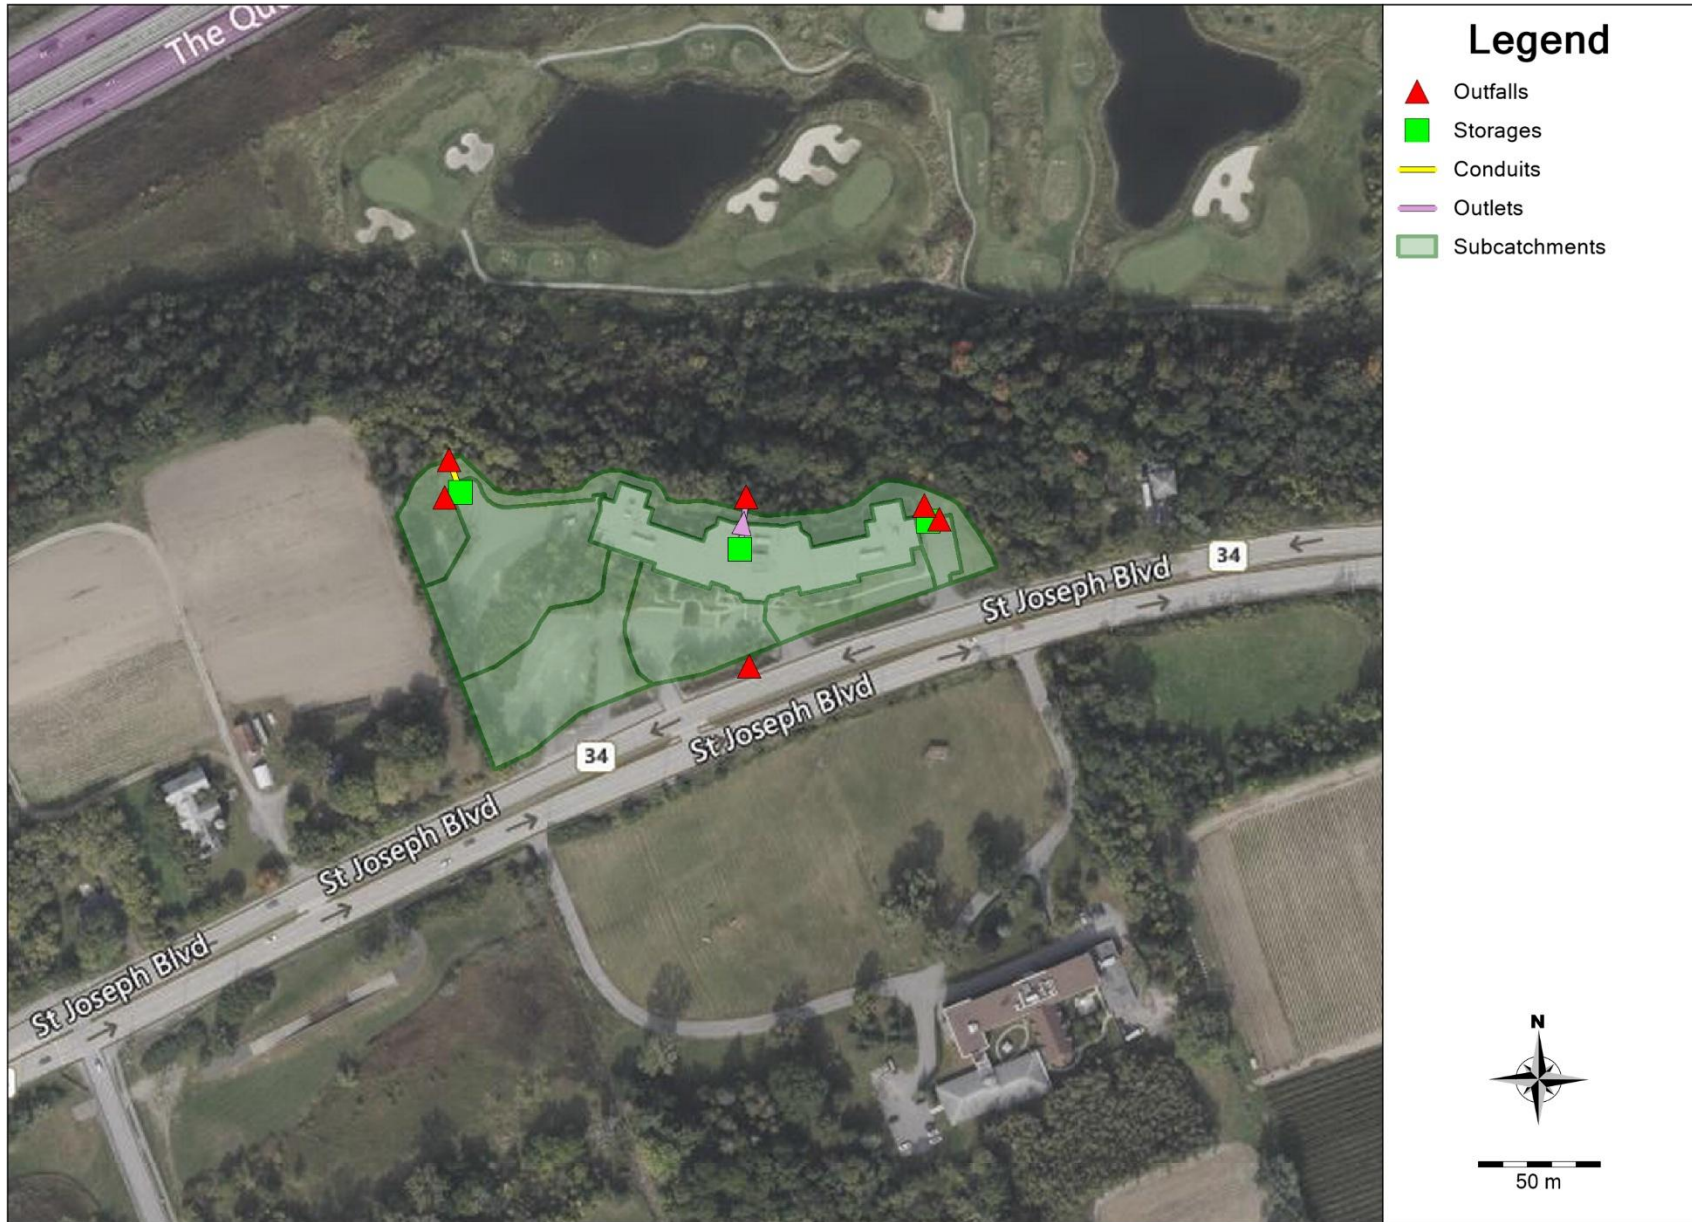 The Que
Legend
Outfalls
Storages
Conduits
Outlets
Subcatchments
34
St Joseph Blvd
St Joseph Blvd
34
St Joseph Blvd
St Joseph Blvd
N
50 m